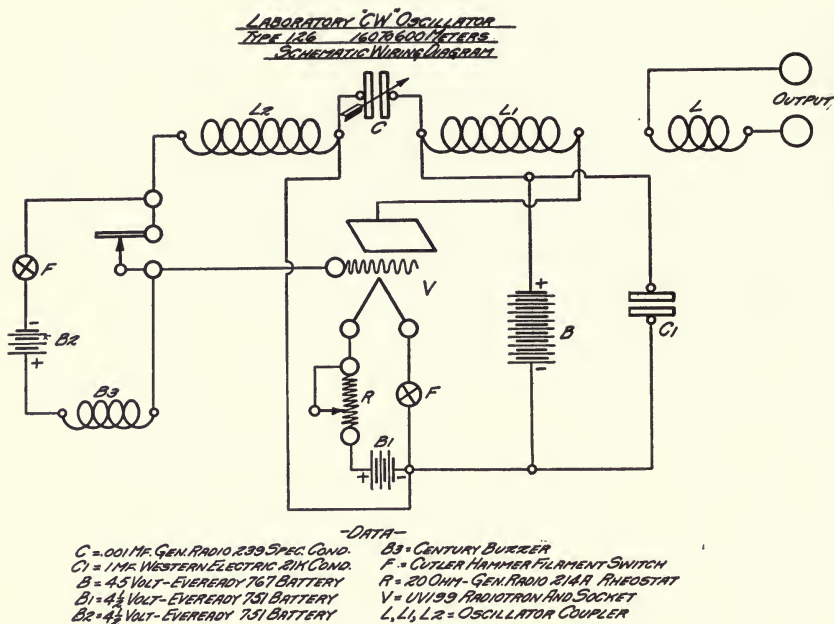 LABORATORY "CW" OSCILLATOR
TYPE 126 160 TO 600 METERS
SCHEMATIC WIRING DIAGRAM
L2
C
L1
L
OUTPUT
F
V
- B2
+
B
+
-
C1
B3
R
F
B1
+ -
-DATA-
C = .001 MF. GEN. RADIO 239 SPEC. COND.
C1 = 1 MF. WESTERN ELECTRIC 21K COND.
B = 45 VOLT-EVEREADY 767 BATTERY
B1 = 4½ VOLT-EVEREADY 751 BATTERY
B2 = 4½ VOLT-EVEREADY 751 BATTERY
B3 = CENTURY BUZZER
F = CUTLER HAMMER FILAMENT SWITCH
R = 20 OHM-GEN. RADIO 214A RHEOSTAT
V = UV199 RADIOTRON AND SOCKET
L, L1, L2 = OSCILLATOR COUPLER